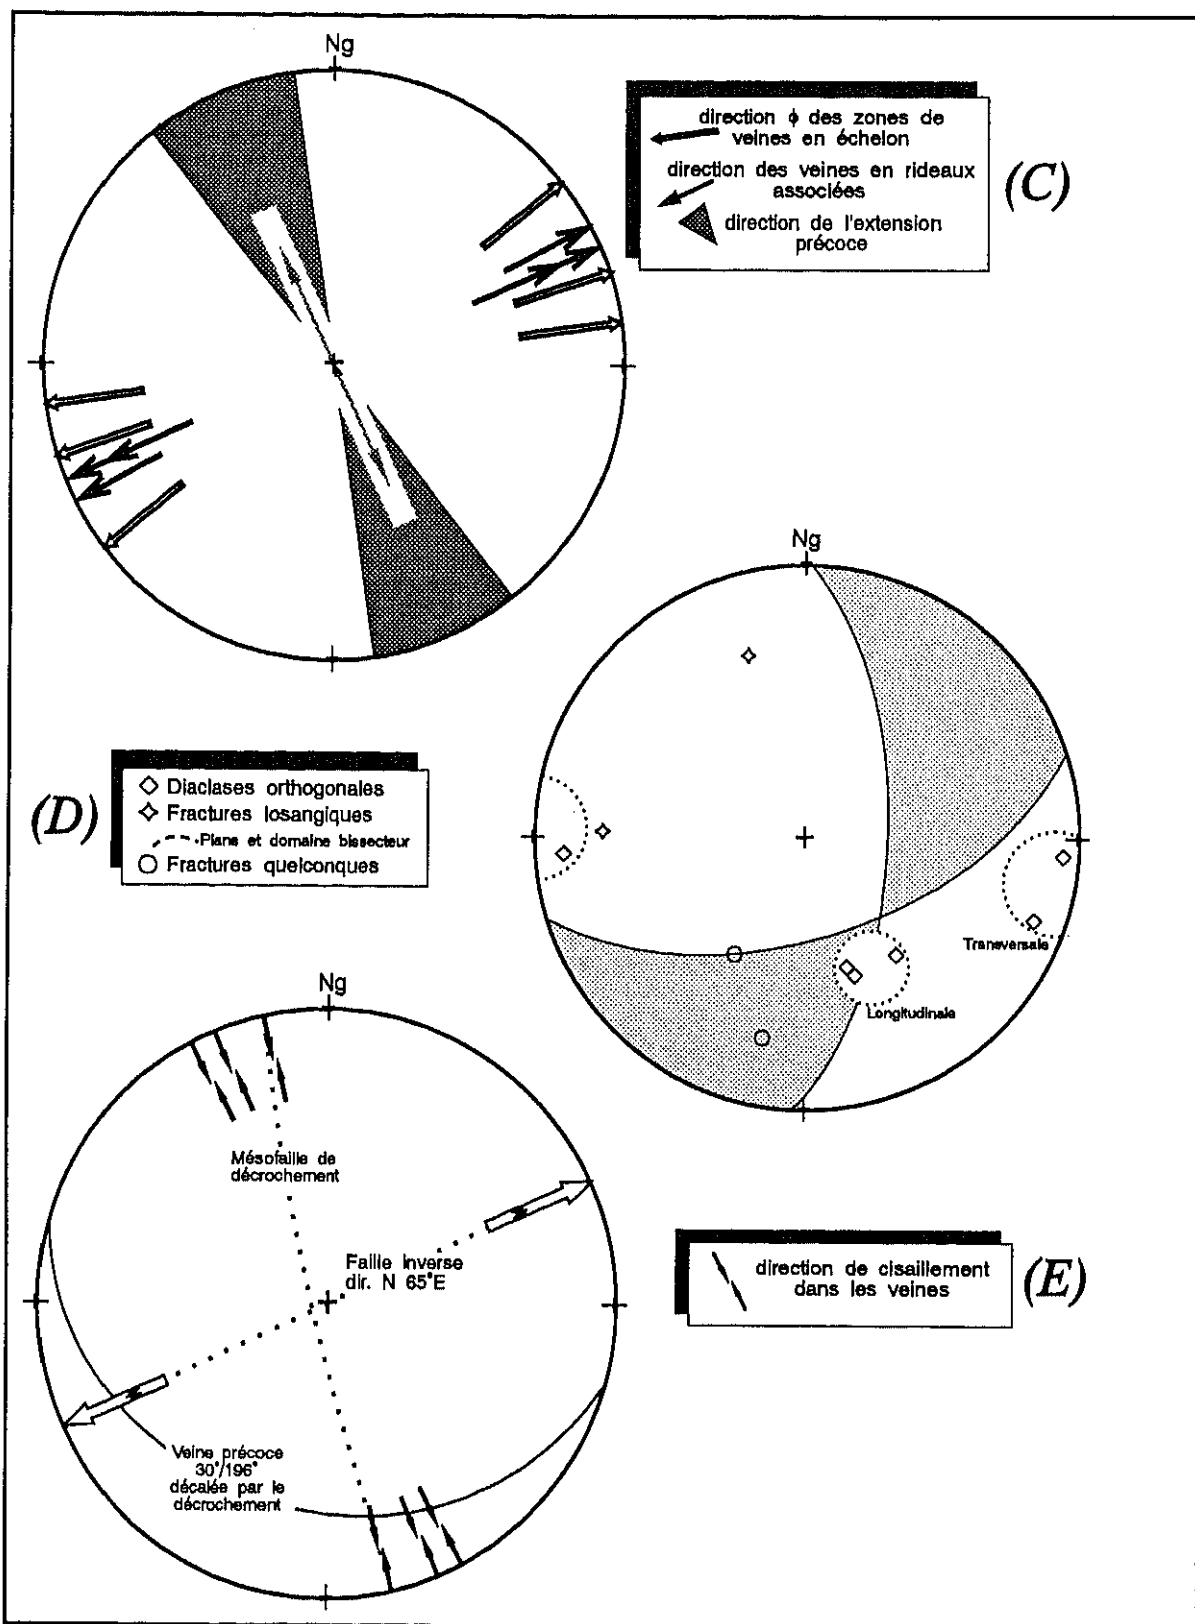 Ng
direction ϕ des zones de
veines en échelon
direction des veines en rideaux
associées
direction de l'extension
précoce
(C)
Ng
Transversale
Longitudinale
(D)
Diaclases orthogonales
Fractures losangiques
Plans et domaine bissecteur
Fractures quelconques
Ng
Mésofaille de
décrochement
Faille inverse
dir. N 65°E
Veine précoce
30°/196°
décalée par le
décrochement
direction de cisaillement
dans les veines
(E)